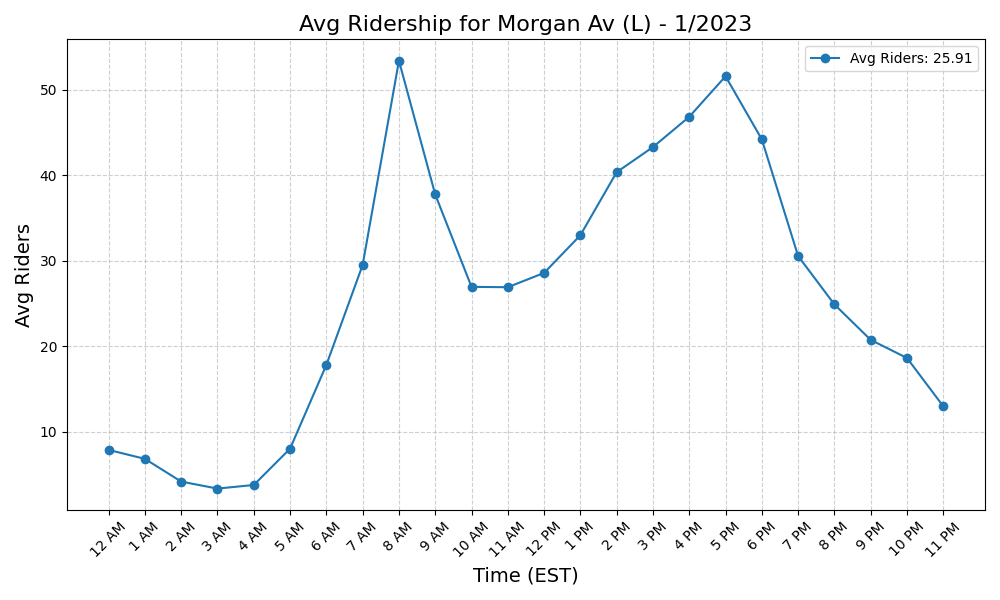 Avg Ridership for Morgan Av (L) - 1/2023
Avg Riders: 25.91
Avg Riders
50
40
30
20
10
12 AM
1 AM
2 AM
3 AM
4 AM
5 AM
6 AM
7 AM
8 AM
9 AM
10 AM
11 AM
12 PM
1 PM
2 PM
3 PM
4 PM
5 PM
6 PM
7 PM
8 PM
9 PM
10 PM
11 PM
Time (EST)